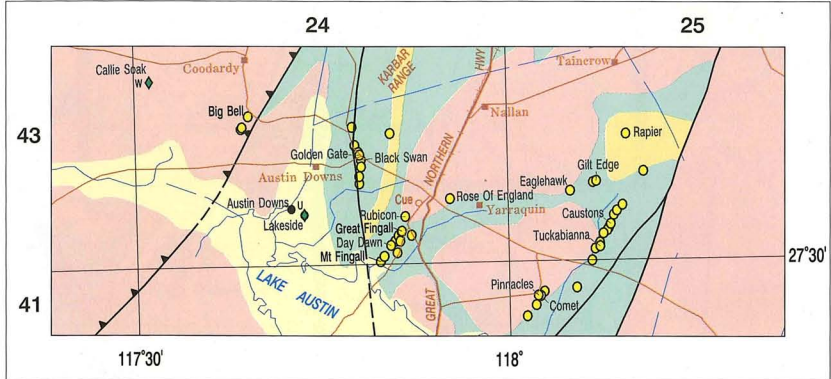 24
25
43
41
Callie Soak
W
Coodardy
KABBAR
RANGE
HWY
Taincrow
Big Bell
Nallan
Rapier
Golden Gate
Black Swan
NORTHERN
Gilt Edge
Austin Downs
Eaglehawk
Cue
Rose Of England
Austin Downs
U
Lakeside
Rubicon
Yarraquin
Caustons
Great Fingall
Day Dawn
Tuckabianna
Mt Fingall
27°30'
LAKE AUSTIN
GREAT
Pinnacles
Comet
117°30'
118°